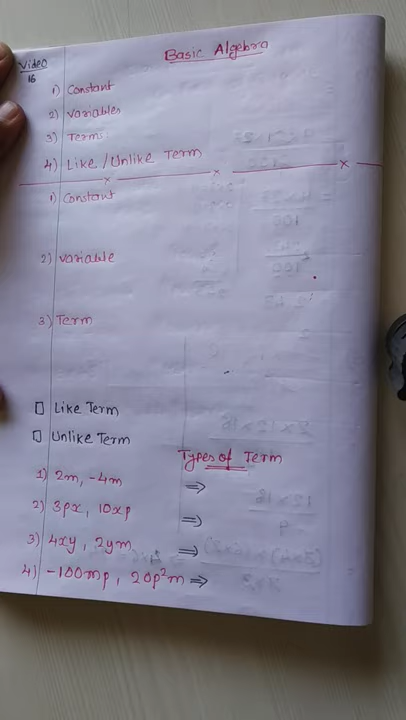 Basic Algebra
Video
16
1) Constant
2) Variables
3) Terms
4) Like / Unlike Term
1) Constant
2) Variable
3) Term
Like Term
Unlike Term
Types of Term
1) 2m, -4m ⇒
2) 3px, 10xp ⇒
3) 4xy, 2ym ⇒
4) -100mp, 20p²m ⇒